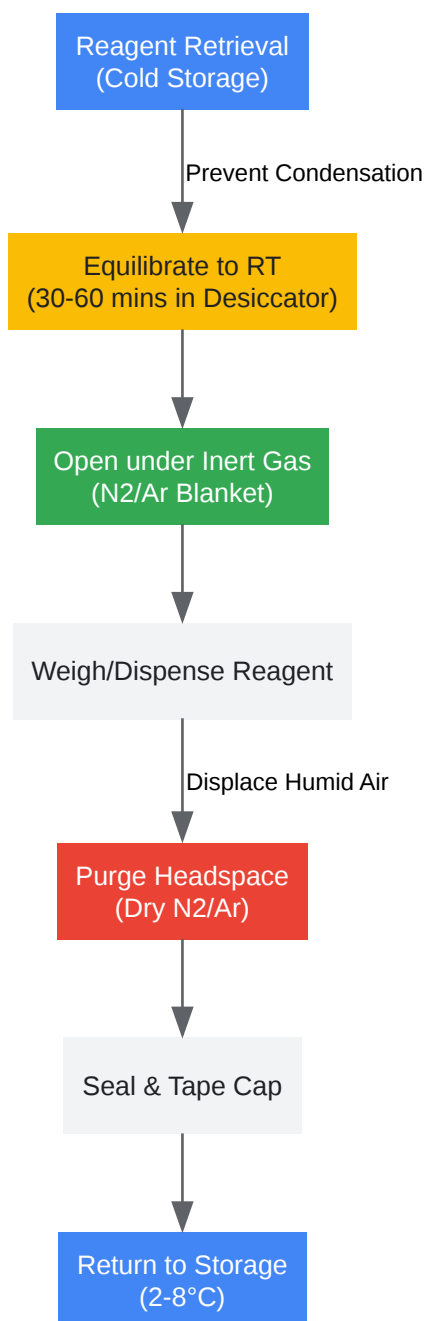 Reagent Retrieval
(Cold Storage)
Prevent Condensation
Equilibrate to RT
(30-60 mins in Desiccator)
Open under Inert Gas
(N2/Ar Blanket)
Weigh/Dispense Reagent
Displace Humid Air
Purge Headspace
(Dry N2/Ar)
Seal & Tape Cap
Return to Storage
(2-8°C)